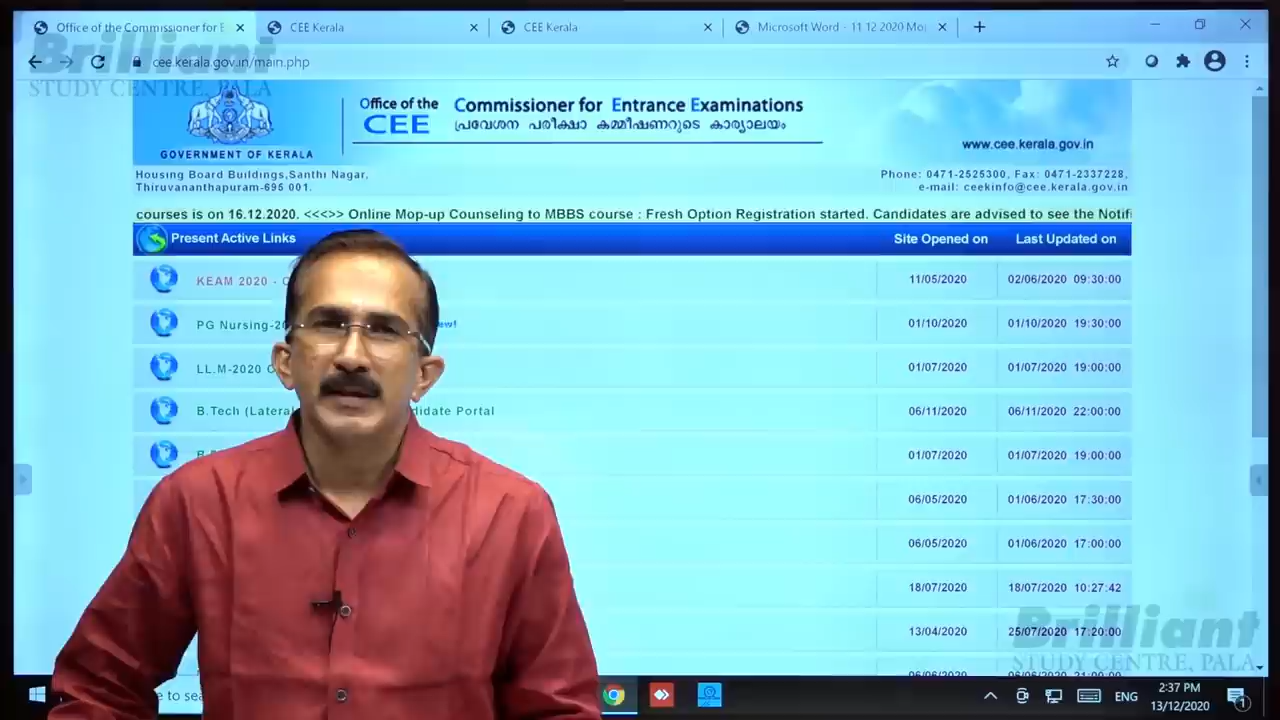 Office of the Commissioner for E
CEE Kerala
CEE Kerala
Microsoft Word - 11 12 2020 Mo
cee.kerala.gov.in/main.php
Brilliant
STUDY CENTRE, PALA
GOVERNMENT OF KERALA
Office of the
CEE
Commissioner for Entrance Examinations
പ്രവേശന പരീക്ഷാ കമ്മീഷണറുടെ കാര്യാലയം
www.cee.kerala.gov.in
Housing Board Buildings,Santhi Nagar,
Thiruvananthapuram-695 001.
Phone: 0471-2525300, Fax: 0471-2337228,
e-mail: ceekinfo@cee.kerala.gov.in
courses is on 16.12.2020. <<<>> Online Mop-up Counseling to MBBS course : Fresh Option Registration started. Candidates are advised to see the Notifi
Present Active Links Site Opened on Last Updated on
KEAM 2020 - 11/05/2020 02/06/2020 09:30:00
PG Nursing-20 ew! 01/10/2020 01/10/2020 19:30:00
LL.M-2020 C 01/07/2020 01/07/2020 19:00:00
B.Tech (Lateral didate Portal 06/11/2020 06/11/2020 22:00:00
01/07/2020 01/07/2020 19:00:00
06/05/2020 01/06/2020 17:30:00
06/05/2020 01/06/2020 17:00:00
18/07/2020 18/07/2020 10:27:42
13/04/2020 25/07/2020 17:20:00
Brilliant
STUDY CENTRE, PALA
e to sea
ENG
2:37 PM
13/12/2020
1